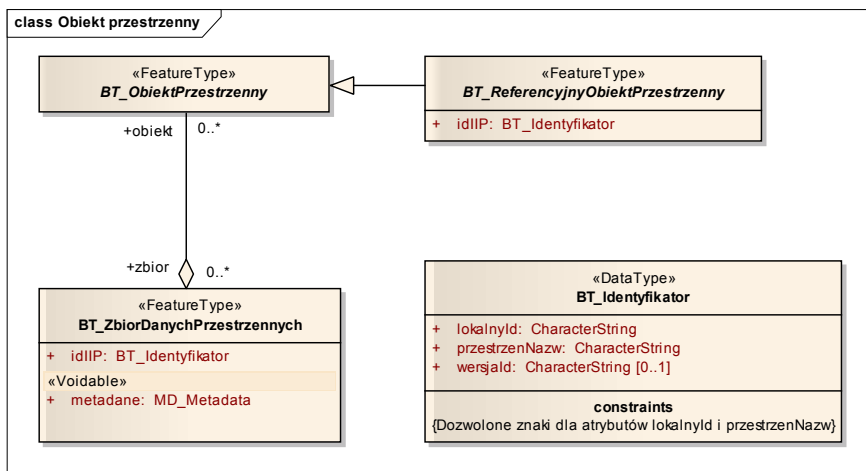 class Obiekt przestrzenny
«FeatureType»
BT_ObiektPrzestrzenny
«FeatureType»
BT_ReferencyjnyObiektPrzestrzenny
+ idIIP: BT_Identyfikator
+obiekt 0..*
+zbior 0..*
«FeatureType»
BT_ZbiorDanychPrzestrzennych
+ idIIP: BT_Identyfikator
«Voidable»
+ metadane: MD_Metadata
«DataType»
BT_Identyfikator
+ lokalnyId: CharacterString
+ przestrzenNazw: CharacterString
+ wersjaId: CharacterString [0..1]
constraints
{Dozwolone znaki dla atrybutów lokalnyId i przestrzenNazw}